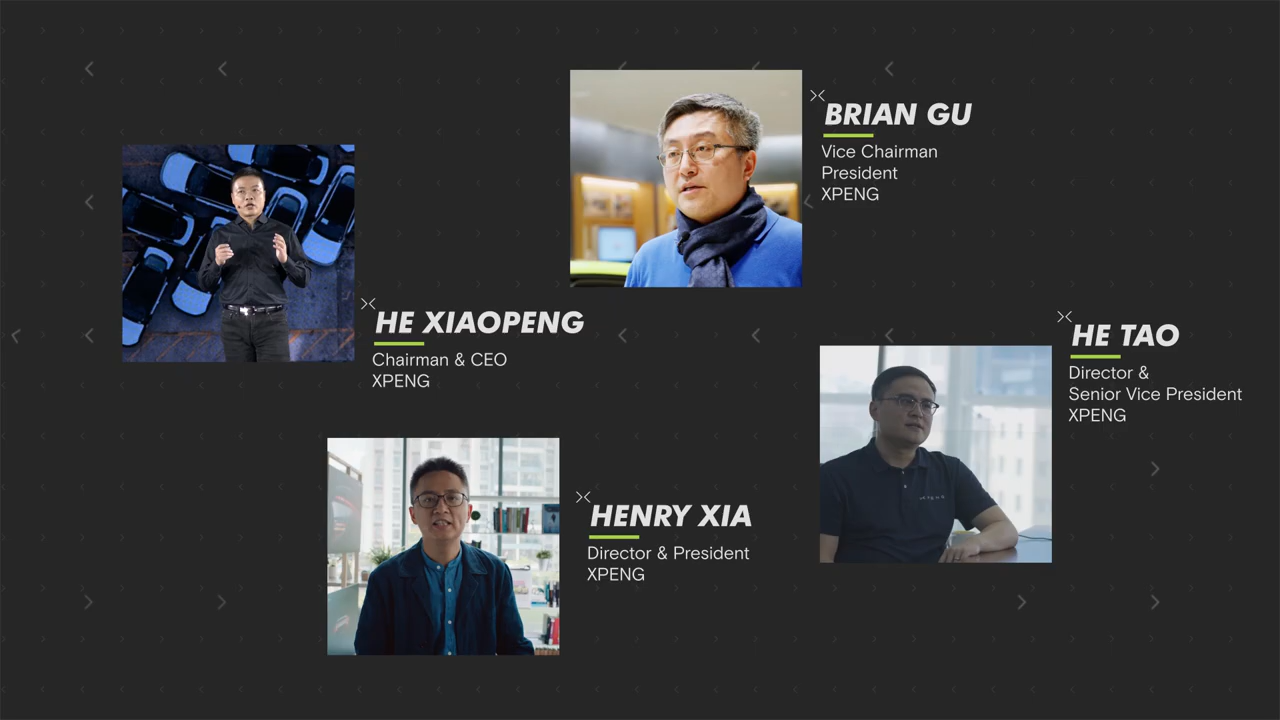 BRIAN GU
Vice Chairman
President
XPENG
HE XIAOPENG
Chairman & CEO
XPENG
HE TAO
Director &
Senior Vice President
XPENG
HENRY XIA
Director & President
XPENG